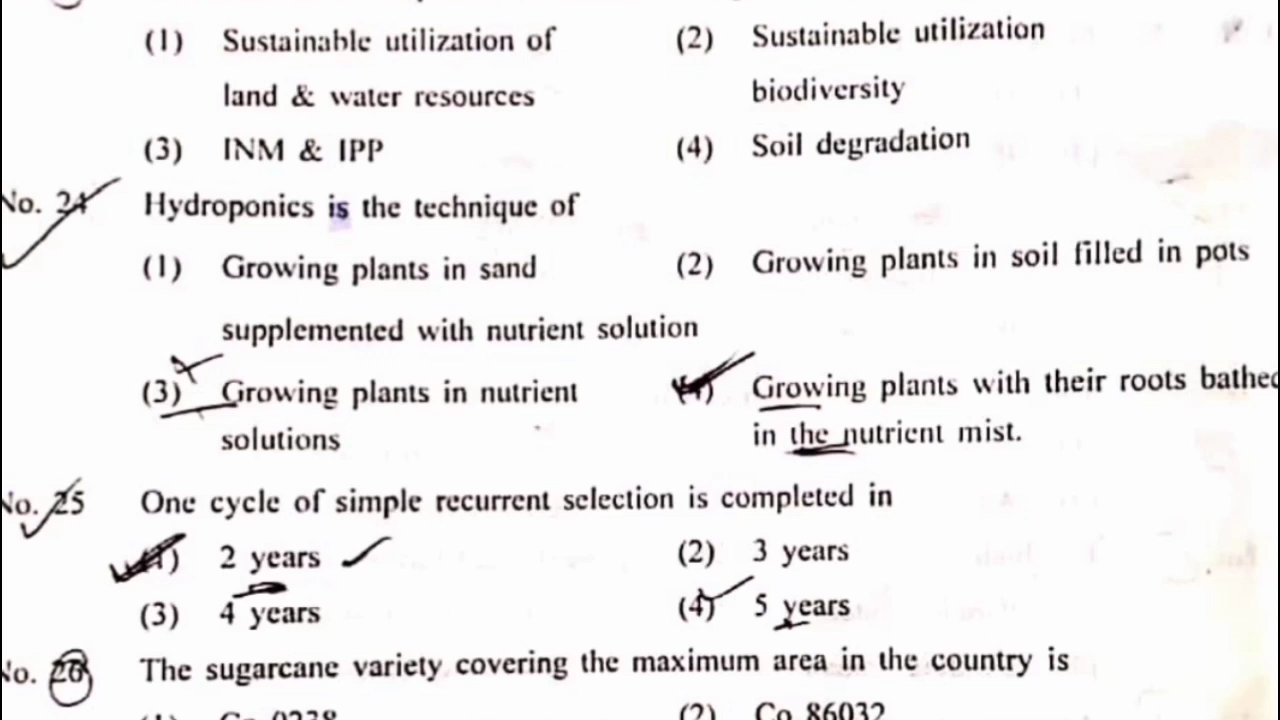 (1) Sustainable utilization of (2) Sustainable utilization
land & water resources biodiversity
(3) INM & IPP (4) Soil degradation
No. 24 Hydroponics is the technique of
(1) Growing plants in sand (2) Growing plants in soil filled in pots
supplemented with nutrient solution
(3) Growing plants in nutrient (4) Growing plants with their roots bathed
solutions in the nutrient mist.
No. 25 One cycle of simple recurrent selection is completed in
(1) 2 years (2) 3 years
(3) 4 years (4) 5 years
No. 26 The sugarcane variety covering the maximum area in the country is
(1) Co 0238 (2) Co 86032